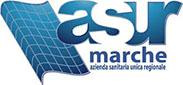 asur
marche
azienda sanitaria unica regionale